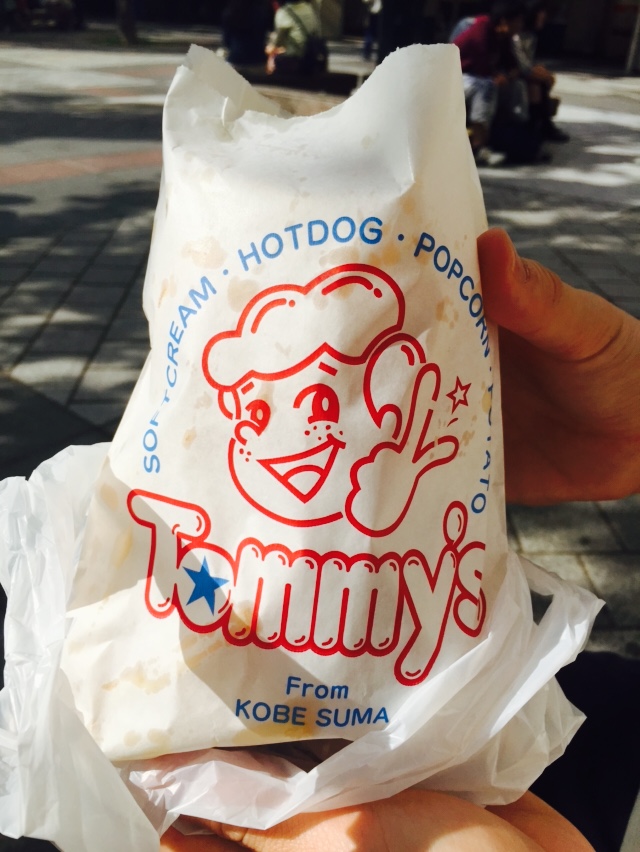 SOFTCREAM · HOTDOG · POPCORN · POTATO
Tommy's
From
KOBE SUMA